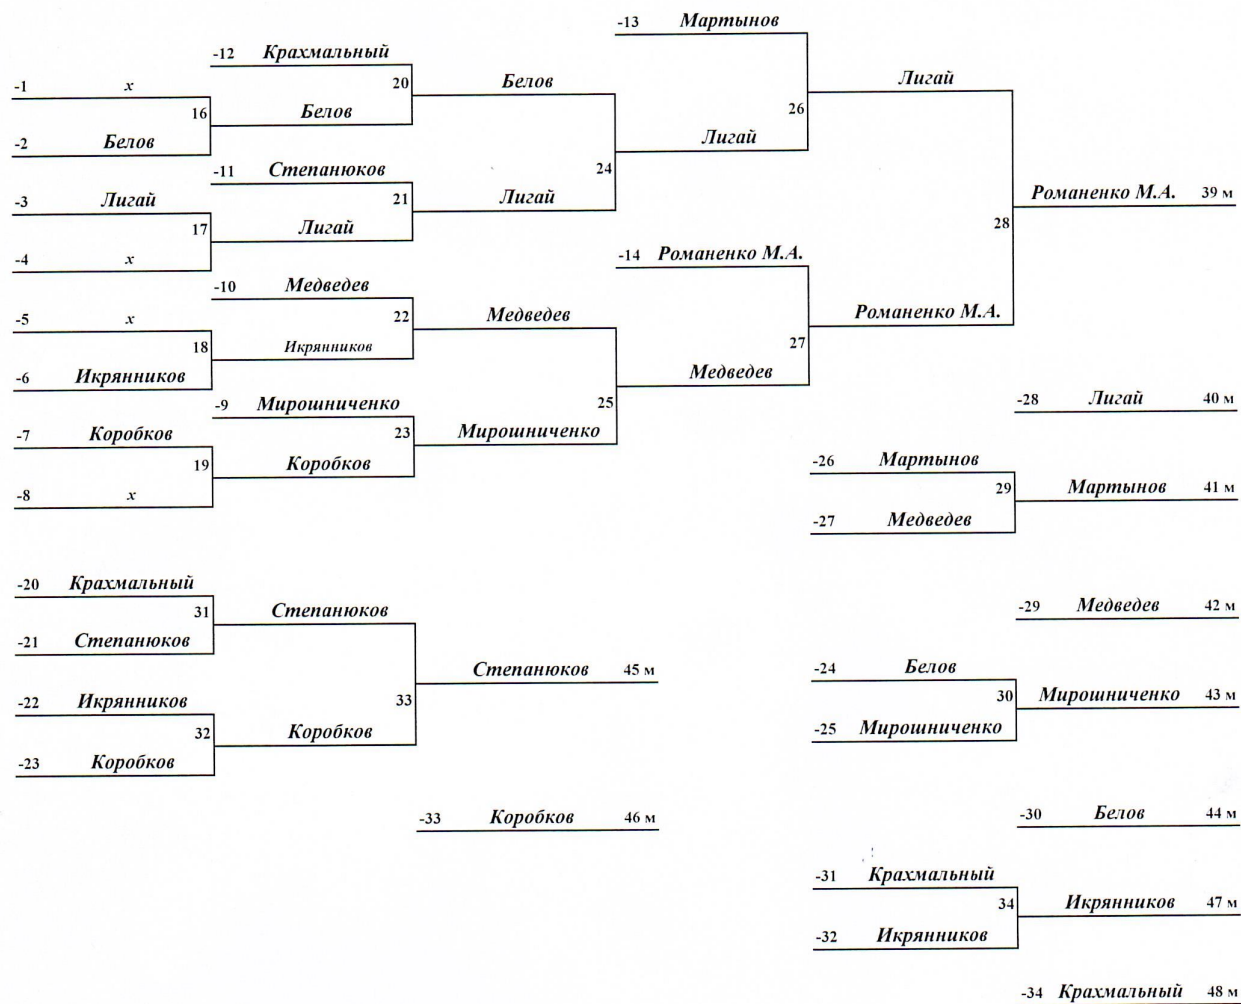 -13 Мартынов
-12 Крахмальный
20
Белов
Лигай
-1 х
16
Белов
26
-2 Белов
Лигай
-11 Степанюков
24
-3 Лигай
21
Лигай
Романенко М.А. 39 м
17
Лигай
28
-4 х
-14 Романенко М.А.
-10 Медведев
-5 х
22
Медведев
Романенко М.А.
18
Икрянников
27
-6 Икрянников
Медведев
-9 Мирошниченко
25
-28 Лигай 40 м
-7 Коробков
23
Мирошниченко
19
Коробков
-26 Мартынов
-8 х
29
Мартынов 41 м
-27 Медведев
-20 Крахмальный
31
Степанюков
-29 Медведев 42 м
-21 Степанюков
Степанюков 45 м
-24 Белов
-22 Икрянников
33
30
Мирошниченко 43 м
32
Коробков
-25 Мирошниченко
-23 Коробков
-33 Коробков 46 м
-30 Белов 44 м
-31 Крахмальный
34
Икрянников 47 м
-32 Икрянников
-34 Крахмальный 48 м